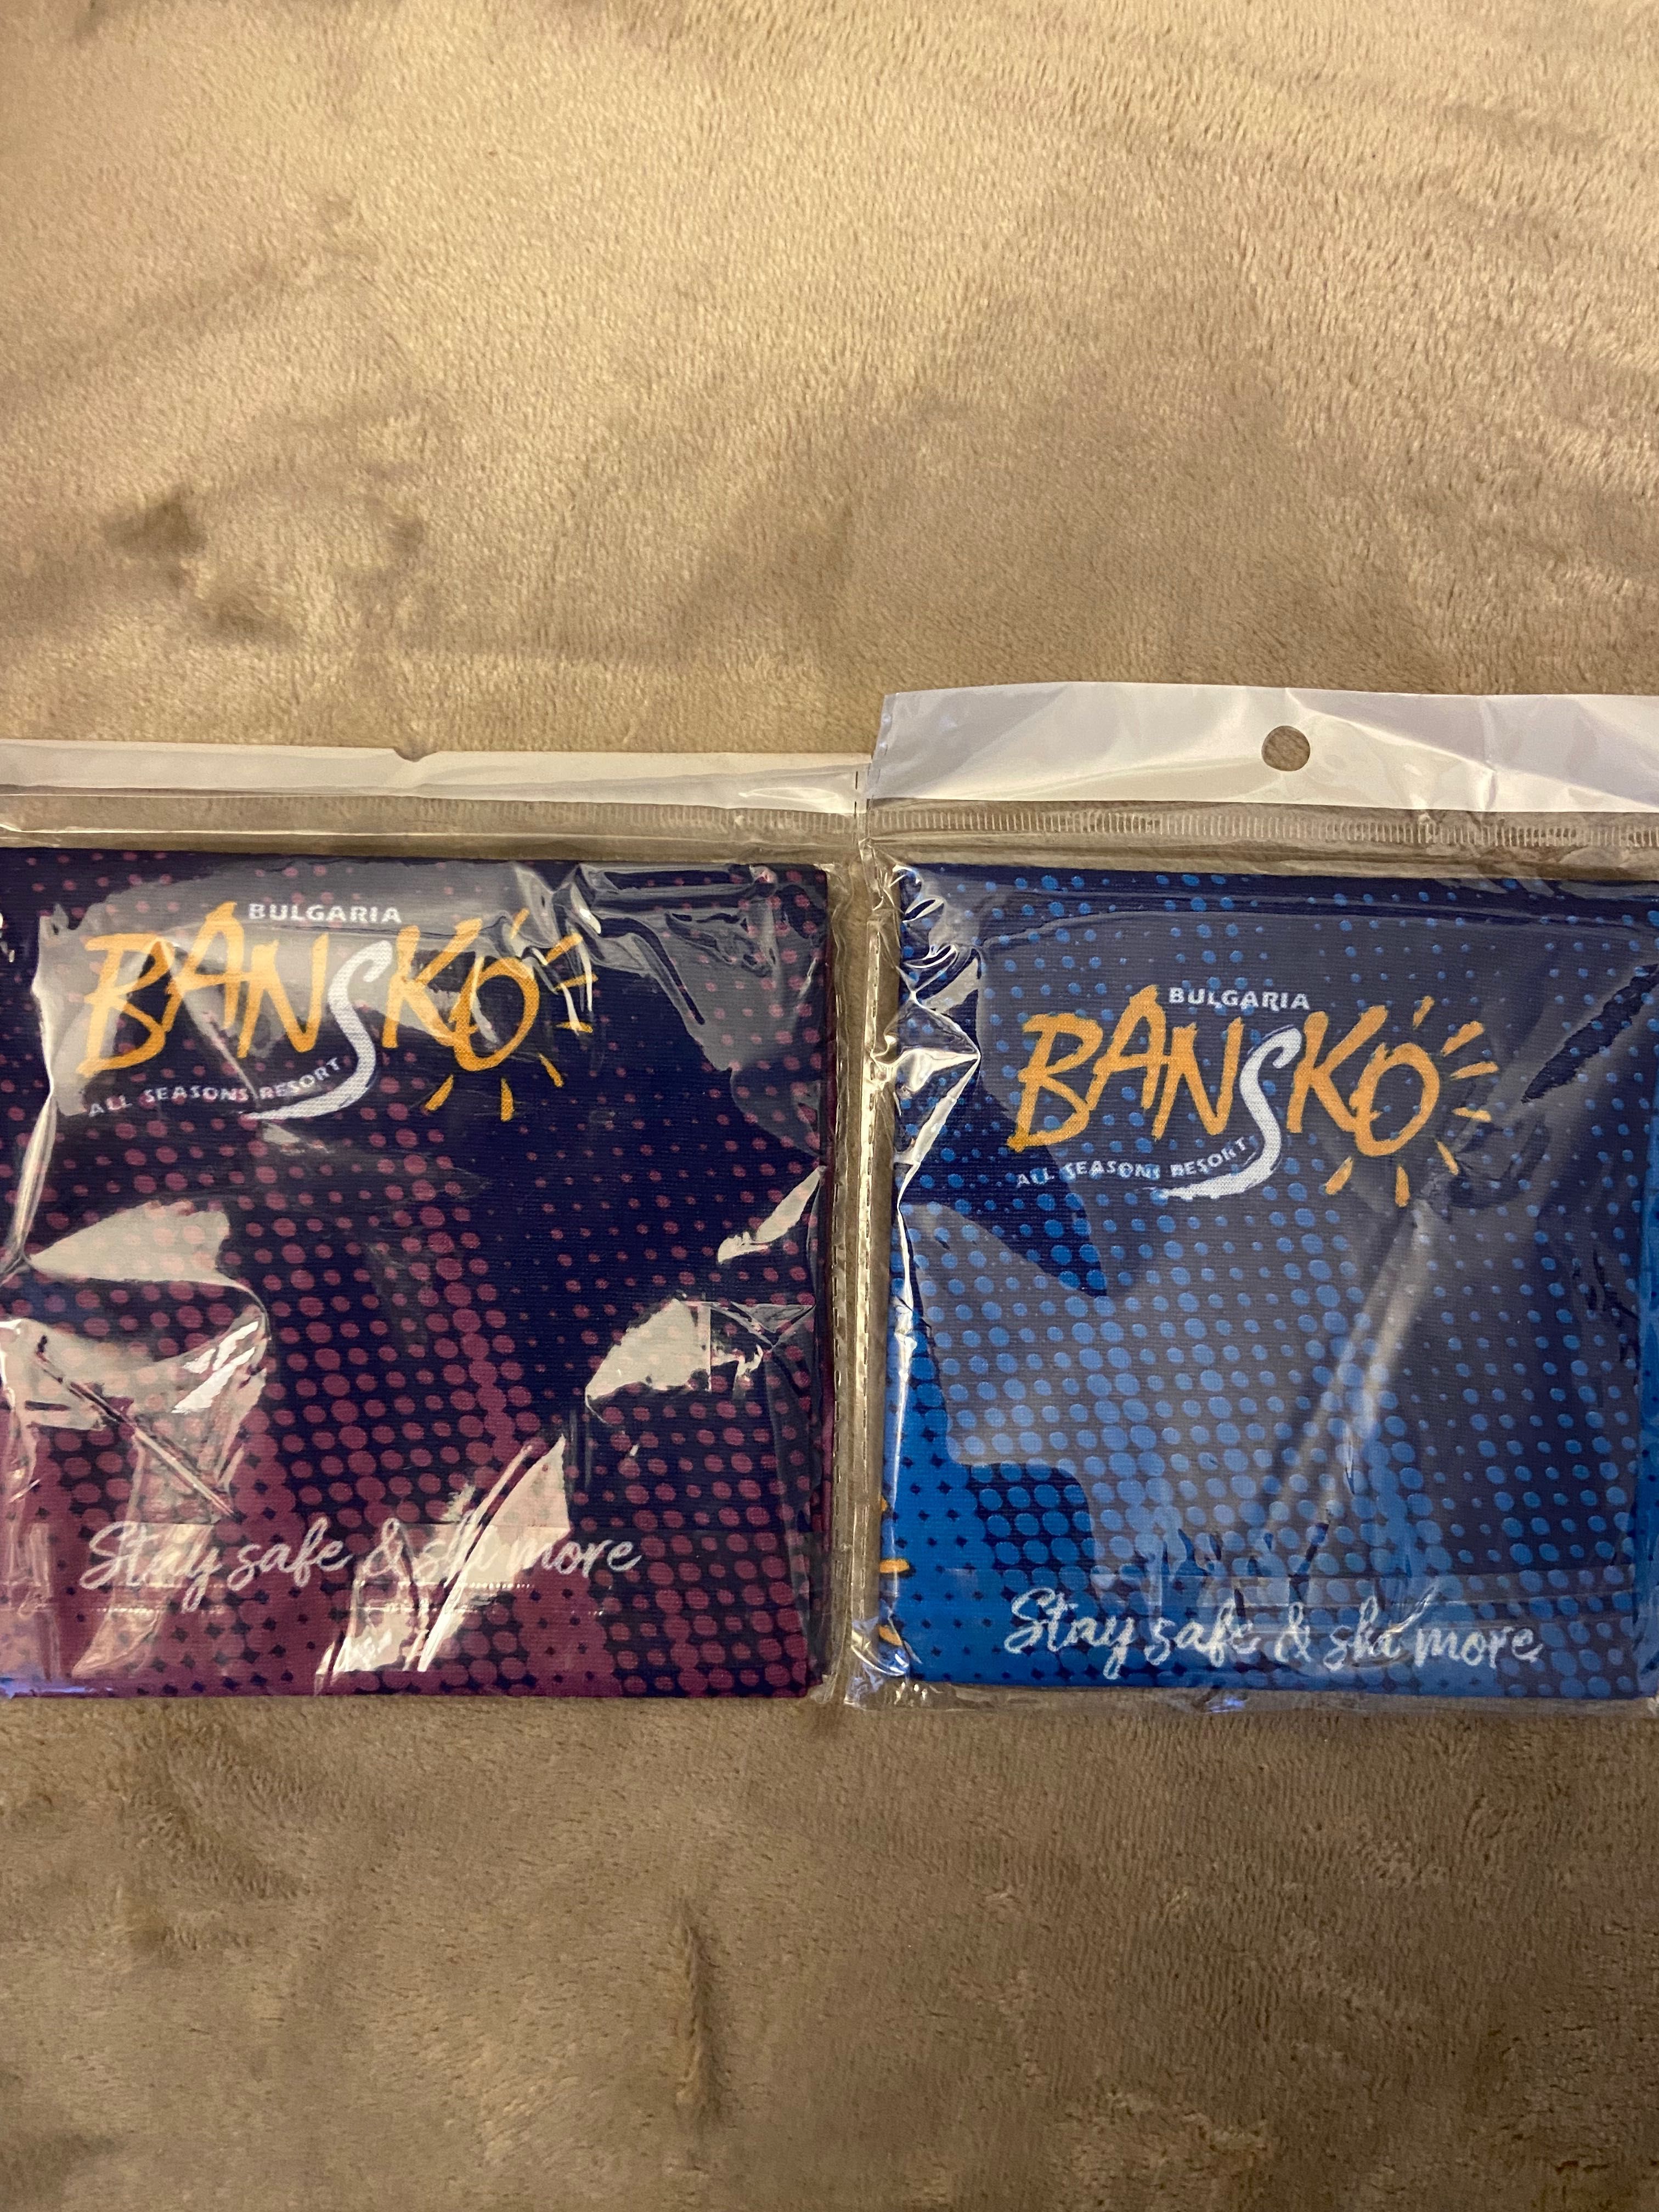 BULGARIA
BANSKO
ALL SEASONS RESORT
Stay safe & ski more
BULGARIA
BANSKO
ALL SEASONS RESORT
Stay safe & ski more